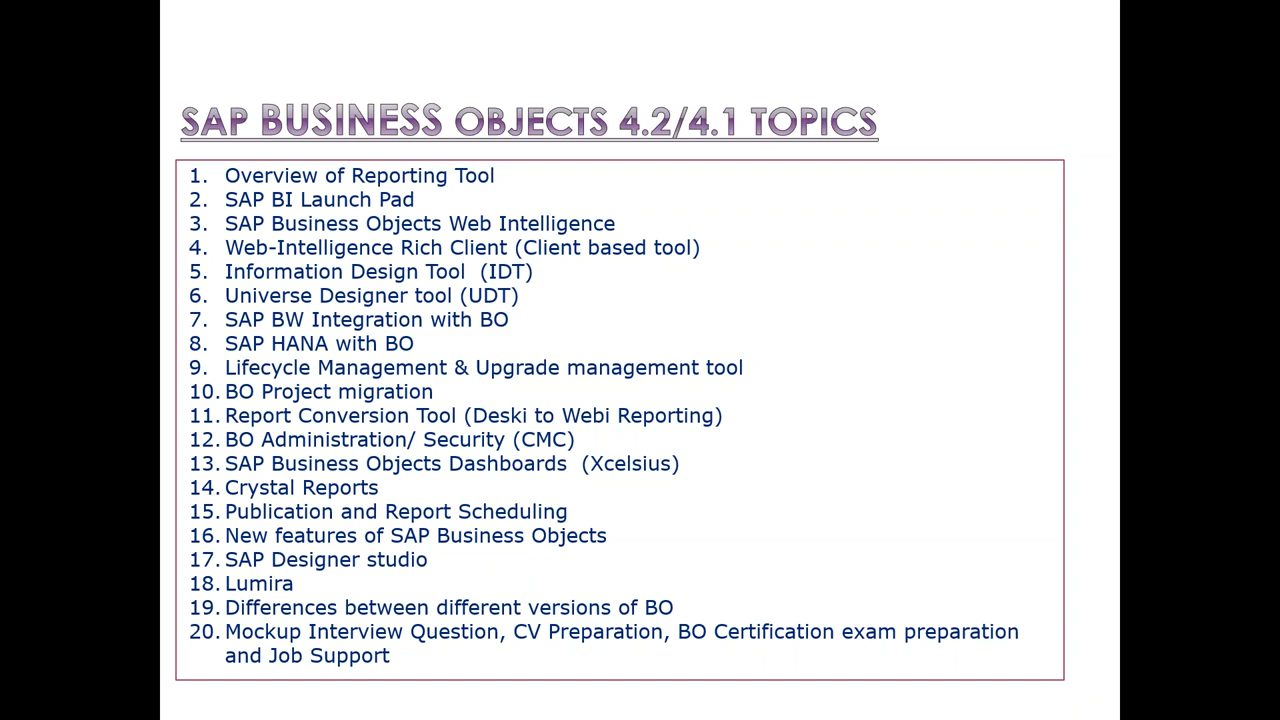 SAP BUSINESS OBJECTS 4.2/4.1 TOPICS
1. Overview of Reporting Tool
2. SAP BI Launch Pad
3. SAP Business Objects Web Intelligence
4. Web-Intelligence Rich Client (Client based tool)
5. Information Design Tool (IDT)
6. Universe Designer tool (UDT)
7. SAP BW Integration with BO
8. SAP HANA with BO
9. Lifecycle Management & Upgrade management tool
10. BO Project migration
11. Report Conversion Tool (Deski to Webi Reporting)
12. BO Administration/ Security (CMC)
13. SAP Business Objects Dashboards (Xcelsius)
14. Crystal Reports
15. Publication and Report Scheduling
16. New features of SAP Business Objects
17. SAP Designer studio
18. Lumira
19. Differences between different versions of BO
20. Mockup Interview Question, CV Preparation, BO Certification exam preparation
and Job Support